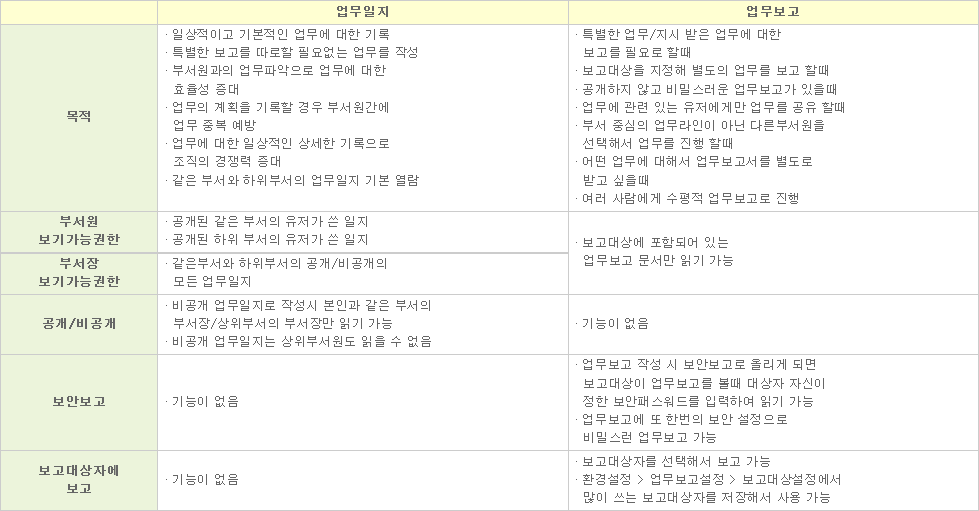 업무일지
업무보고
목적
· 일상적이고 기본적인 업무에 대한 기록
· 특별한 보고를 따로할 필요없는 업무를 작성
· 부서원과의 업무파악으로 업무에 대한
효율성 증대
· 업무의 계획을 기록할 경우 부서원간에
업무 중복 예방
· 업무에 대한 일상적인 상세한 기록으로
조직의 경쟁력 증대
· 같은 부서와 하위부서의 업무일지 기본 열람
· 특별한 업무/지시 받은 업무에 대한
보고를 필요로 할때
· 보고대상을 지정해 별도의 업무를 보고 할때
· 공개하지 않고 비밀스러운 업무보고가 있을때
· 업무에 관련 있는 유저에게만 업무를 공유 할때
· 부서 중심의 업무라인이 아닌 다른부서원을
선택해서 업무를 진행 할때
· 어떤 업무에 대해서 업무보고서를 별도로
받고 싶을때
· 여러 사람에게 수평적 업무보고로 진행
부서원
보기가능권한
· 공개된 같은 부서의 유저가 쓴 일지
· 공개된 하위 부서의 유저가 쓴 일지
· 보고대상에 포함되어 있는
업무보고 문서만 읽기 가능
부서장
보기가능권한
· 같은부서와 하위부서의 공개/비공개의
모든 업무일지
공개/비공개
· 비공개 업무일지로 작성시 본인과 같은 부서의
부서장/상위부서의 부서장만 읽기 가능
· 비공개 업무일지는 상위부서원도 읽을 수 없음
· 기능이 없음
보안보고
· 기능이 없음
· 업무보고 작성 시 보안보고로 올리게 되면
보고대상이 업무보고를 볼때 대상자 자신이
정한 보안패스워드를 입력하여 읽기 가능
· 업무보고에 또 한번의 보안 설정으로
비밀스런 업무보고 가능
보고대상자에
보고
· 기능이 없음
· 보고대상자를 선택해서 보고 가능
· 환경설정 > 업무보고설정 > 보고대상설정에서
많이 쓰는 보고대상자를 저장해서 사용 가능